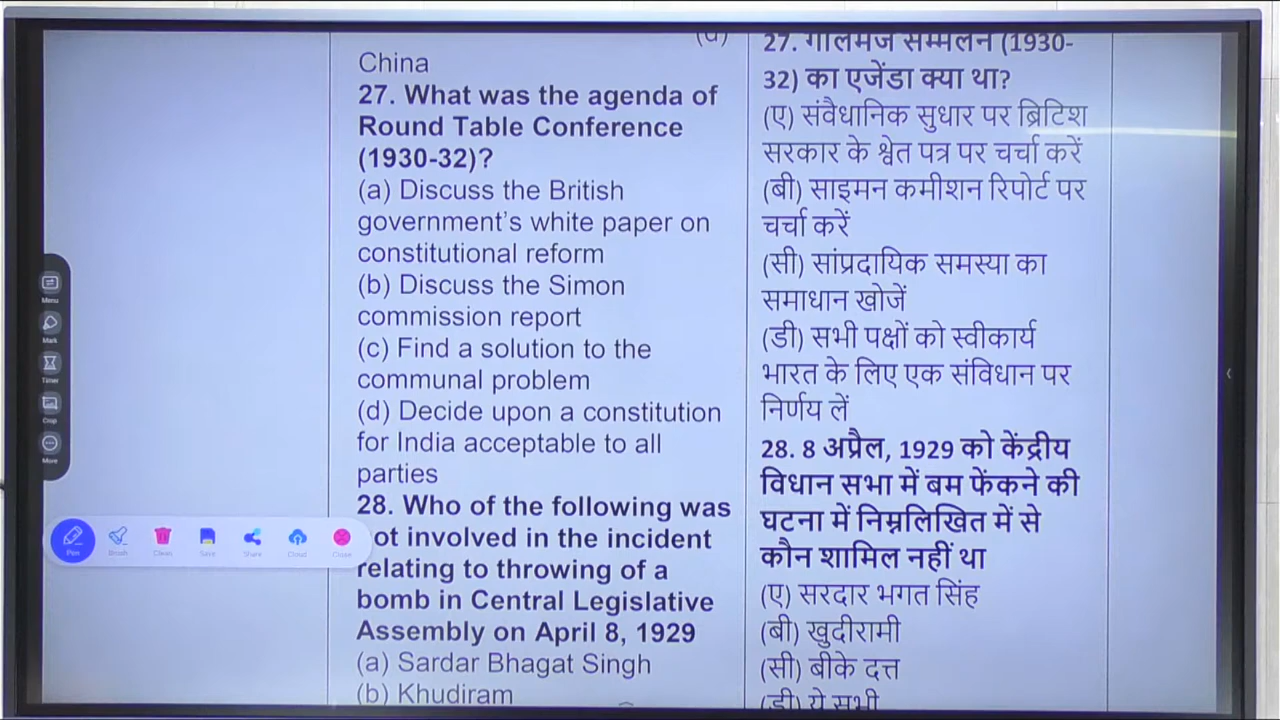 China
27. What was the agenda of
Round Table Conference
(1930-32)?
(a) Discuss the British
government's white paper on
constitutional reform
(b) Discuss the Simon
commission report
(c) Find a solution to the
communal problem
(d) Decide upon a constitution
for India acceptable to all
parties
28. Who of the following was
ot involved in the incident
relating to throwing of a
bomb in Central Legislative
Assembly on April 8, 1929
(a) Sardar Bhagat Singh
(b) Khudiram
(d)
27. गोलमेज सम्मेलन (1930-
32) का एजेंडा क्या था?
(ए) संवैधानिक सुधार पर ब्रिटिश
सरकार के श्वेत पत्र पर चर्चा करें
(बी) साइमन कमीशन रिपोर्ट पर
चर्चा करें
(सी) सांप्रदायिक समस्या का
समाधान खोजें
(डी) सभी पक्षों को स्वीकार्य
भारत के लिए एक संविधान पर
निर्णय लें
28. 8 अप्रैल, 1929 को केंद्रीय
विधान सभा में बम फेंकने की
घटना में निम्नलिखित में से
कौन शामिल नहीं था
(ए) सरदार भगत सिंह
(बी) खुदीरामी
(सी) बीके दत्त
(डी) ये सभी
Menu
Mark
Timer
Crop
More
Pen
Brush
Clean
Save
Share
Cloud
Close